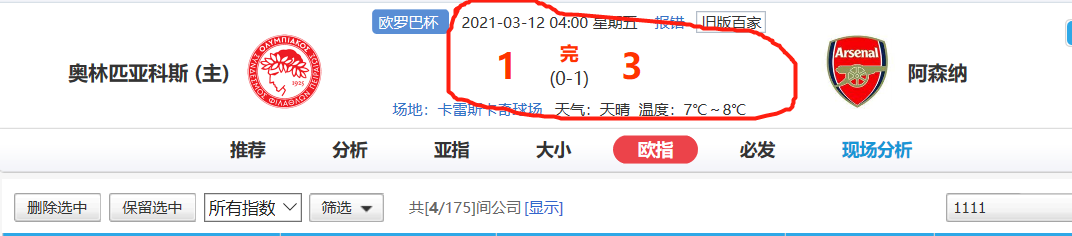 欧罗巴杯 2021-03-12 04:00 星期五 报错 旧版百家
奥林匹亚科斯 (主) 1 完 3 阿森纳
(0-1)
Arsenal
1925
场地：卡雷斯卡奇球场 天气：天晴 温度：7℃～8℃
推荐 分析 亚指 大小 欧指 必发 现场分析
删除选中 保留选中 所有指数 筛选 共[4/175]间公司 [显示] 1111